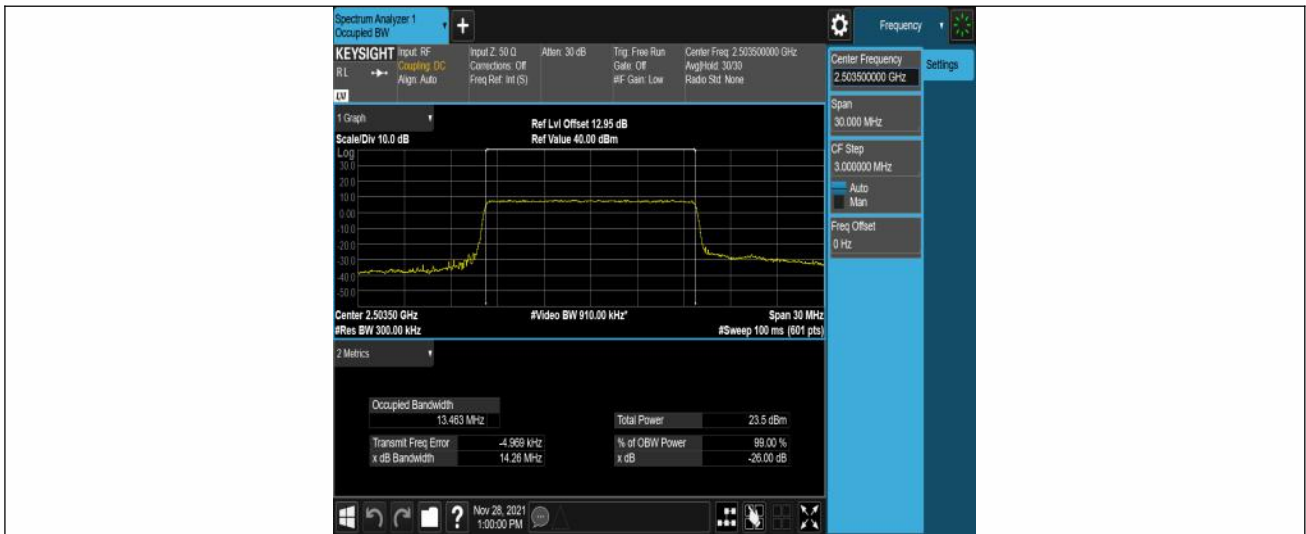 Spectrum Analyzer 1
Occupied BW
+
Frequency
KEYSIGHT
RL
Input: RF
Coupling: DC
Align: Auto
Input Z: 50 Ω
Corrections: Off
Freq Ref: Int (S)
Atten: 30 dB
Trig: Free Run
Gate: Off
#IF Gain: Low
Center Freq: 2.503500000 GHz
Avg|Hold: 30/30
Radio Std: None
Center Frequency
2.503500000 GHz
Settings
Span
30.000 MHz
CF Step
3.000000 MHz
Auto
Man
Freq Offset
0 Hz
1 Graph
Scale/Div 10.0 dB
Ref Lvl Offset 12.95 dB
Ref Value 40.00 dBm
Log
30.0
20.0
10.0
0.00
-10.0
-20.0
-30.0
-40.0
-50.0
Center 2.50350 GHz
#Res BW 300.00 kHz
#Video BW 910.00 kHz*
Span 30 MHz
#Sweep 100 ms (601 pts)
2 Metrics
Occupied Bandwidth
13.463 MHz
Total Power 23.5 dBm
Transmit Freq Error -4.969 kHz
% of OBW Power 99.00 %
x dB Bandwidth 14.26 MHz
x dB -26.00 dB
?
Nov 28, 2021
1:00:00 PM